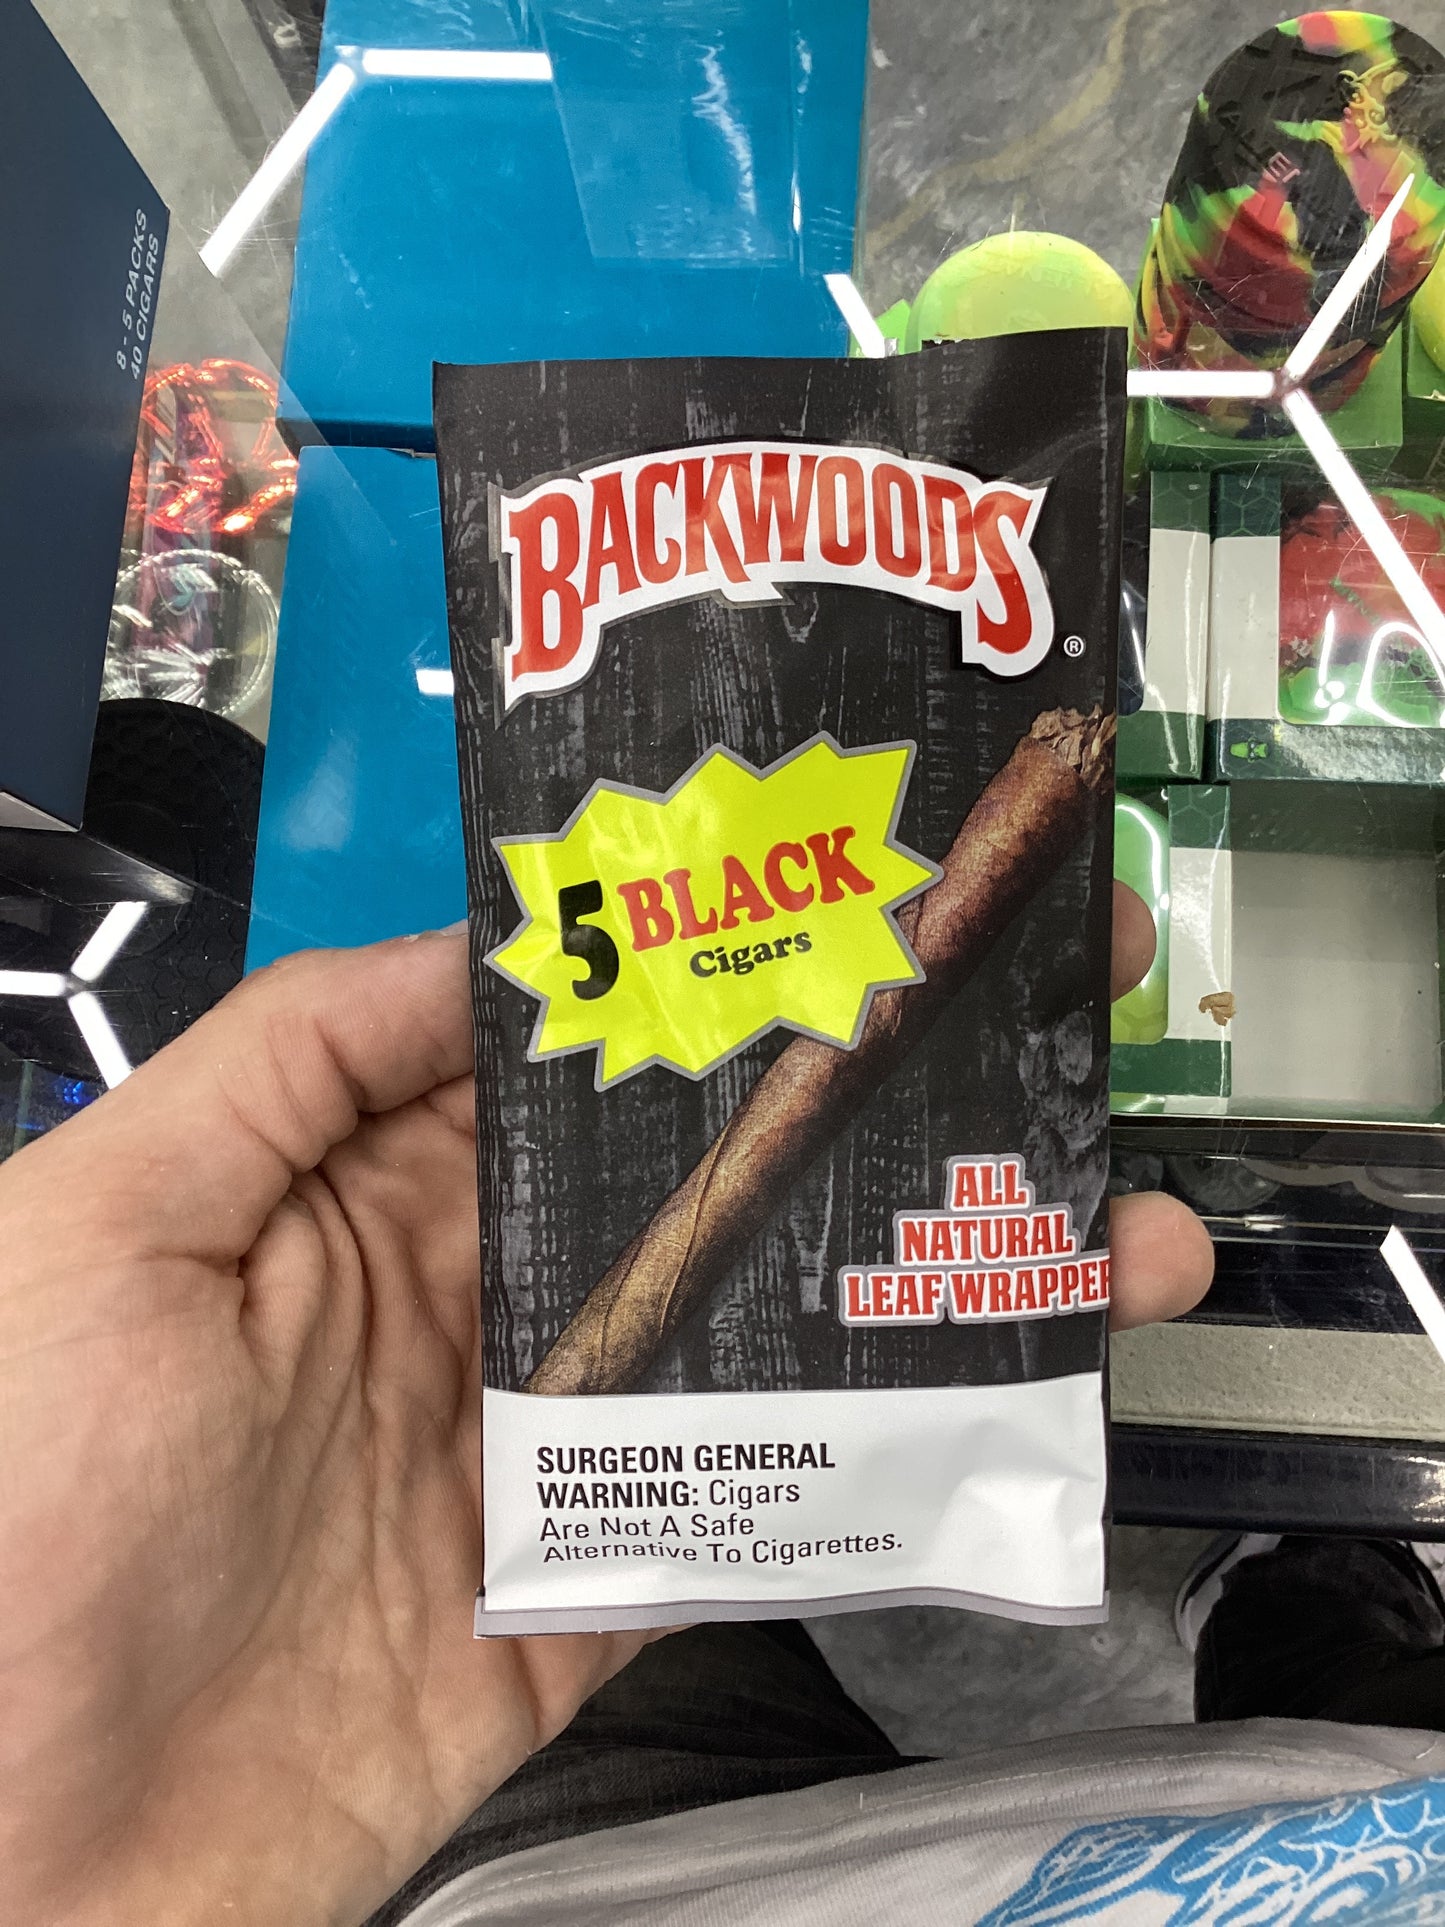 8 - 5 PACKS
40 CIGARS
BACKWOODS
®
5 BLACK
Cigars
ALL
NATURAL
LEAF WRAPPER
SURGEON GENERAL
WARNING: Cigars
Are Not A Safe
Alternative To Cigarettes.